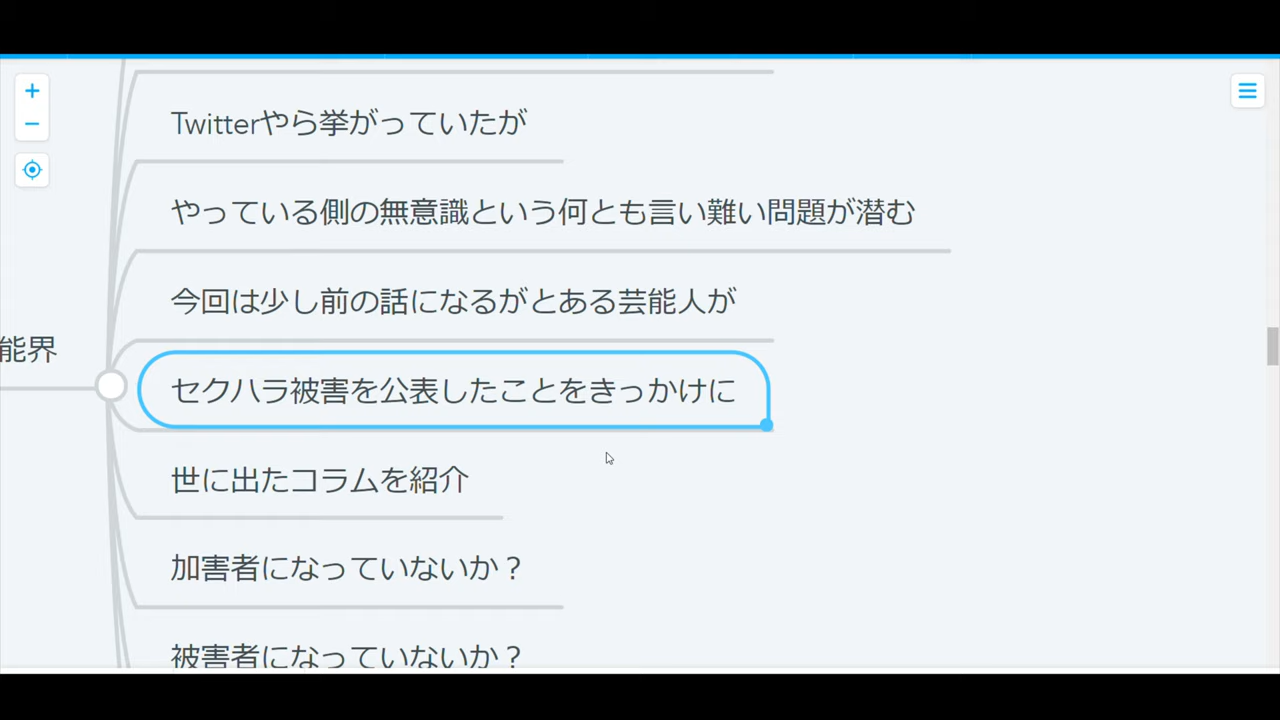 Twitterやら挙がっていたが
やっている側の無意識という何とも言い難い問題が潜む
今回は少し前の話になるがとある芸能人が
能界
セクハラ被害を公表したことをきっかけに
世に出たコラムを紹介
加害者になっていないか？
被害者になっていないか？